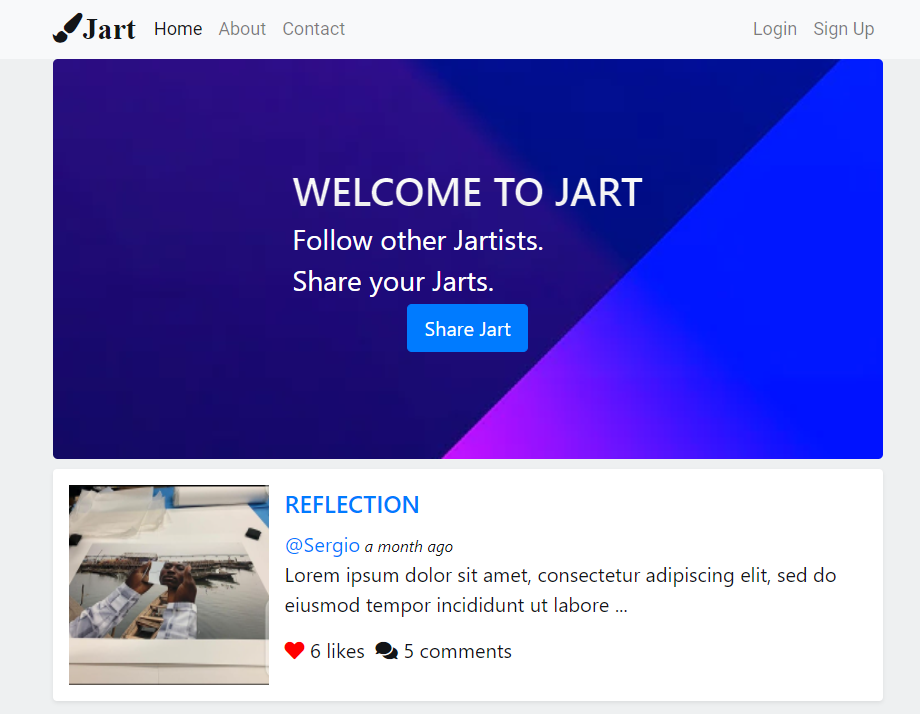 Jart Home About Contact Login Sign Up
WELCOME TO JART
Follow other Jartists.
Share your Jarts.
Share Jart
REFLECTION
@Sergio a month ago
Lorem ipsum dolor sit amet, consectetur adipiscing elit, sed do
eiusmod tempor incididunt ut labore ...
6 likes 5 comments